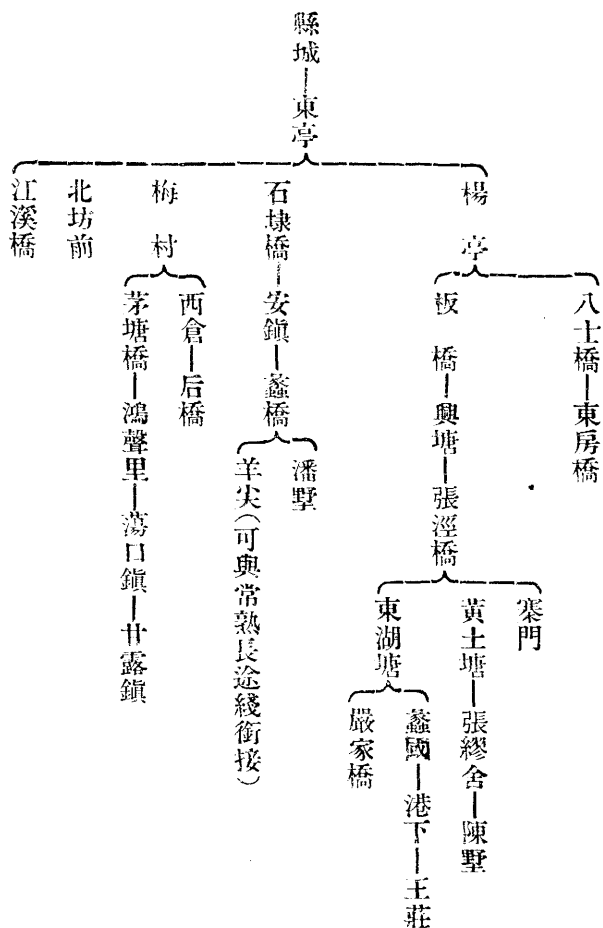 縣城—東亭
楊亭
八士橋—東房橋
板橋—興塘—張涇橋
寨門
黃土塘—張繆舍—陳墅
東湖塘
蠡國—港下—王莊
嚴家橋
石埭橋—安鎮—蠡橋
潘墅
羊尖(可與常熟長途綫銜接)
梅村
西倉—后橋
茅塘橋—鴻聲里—蕩口鎮—甘露鎮
北坊前
江溪橋